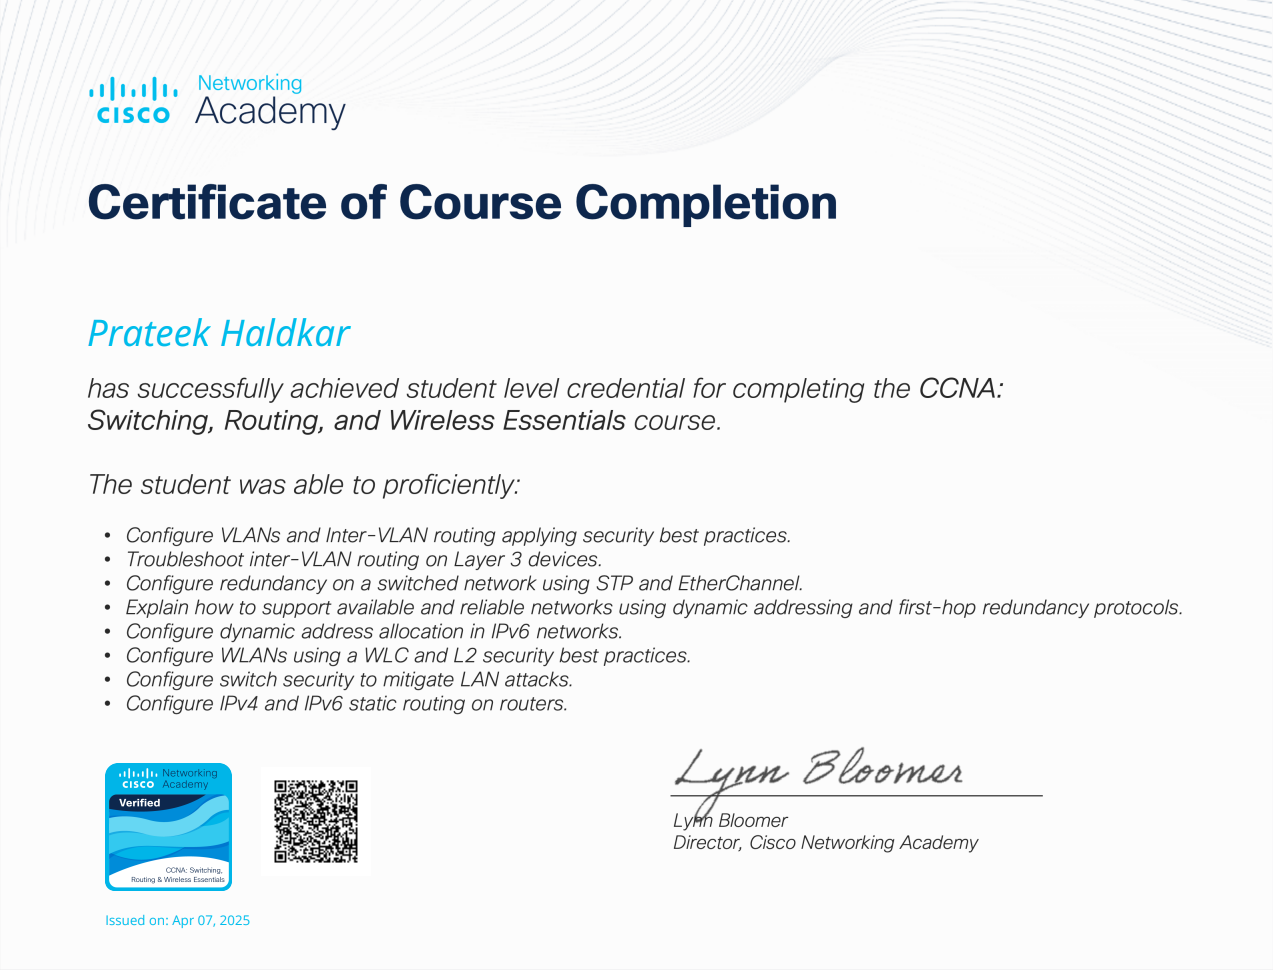 Networking
CISCO Academy
Certificate of Course Completion
Prateek Haldkar
has successfully achieved student level credential for completing the CCNA:
Switching, Routing, and Wireless Essentials course.
The student was able to proficiently:
• Configure VLANs and Inter-VLAN routing applying security best practices.
• Troubleshoot inter-VLAN routing on Layer 3 devices.
• Configure redundancy on a switched network using STP and EtherChannel.
• Explain how to support available and reliable networks using dynamic addressing and first-hop redundancy protocols.
• Configure dynamic address allocation in IPv6 networks.
• Configure WLANs using a WLC and L2 security best practices.
• Configure switch security to mitigate LAN attacks.
• Configure IPv4 and IPv6 static routing on routers.
Lynn Bloomer
Lynn Bloomer
Director, Cisco Networking Academy
Networking
CISCO Academy
Verified
CCNA: Switching,
Routing & Wireless Essentials
Issued on: Apr 07, 2025